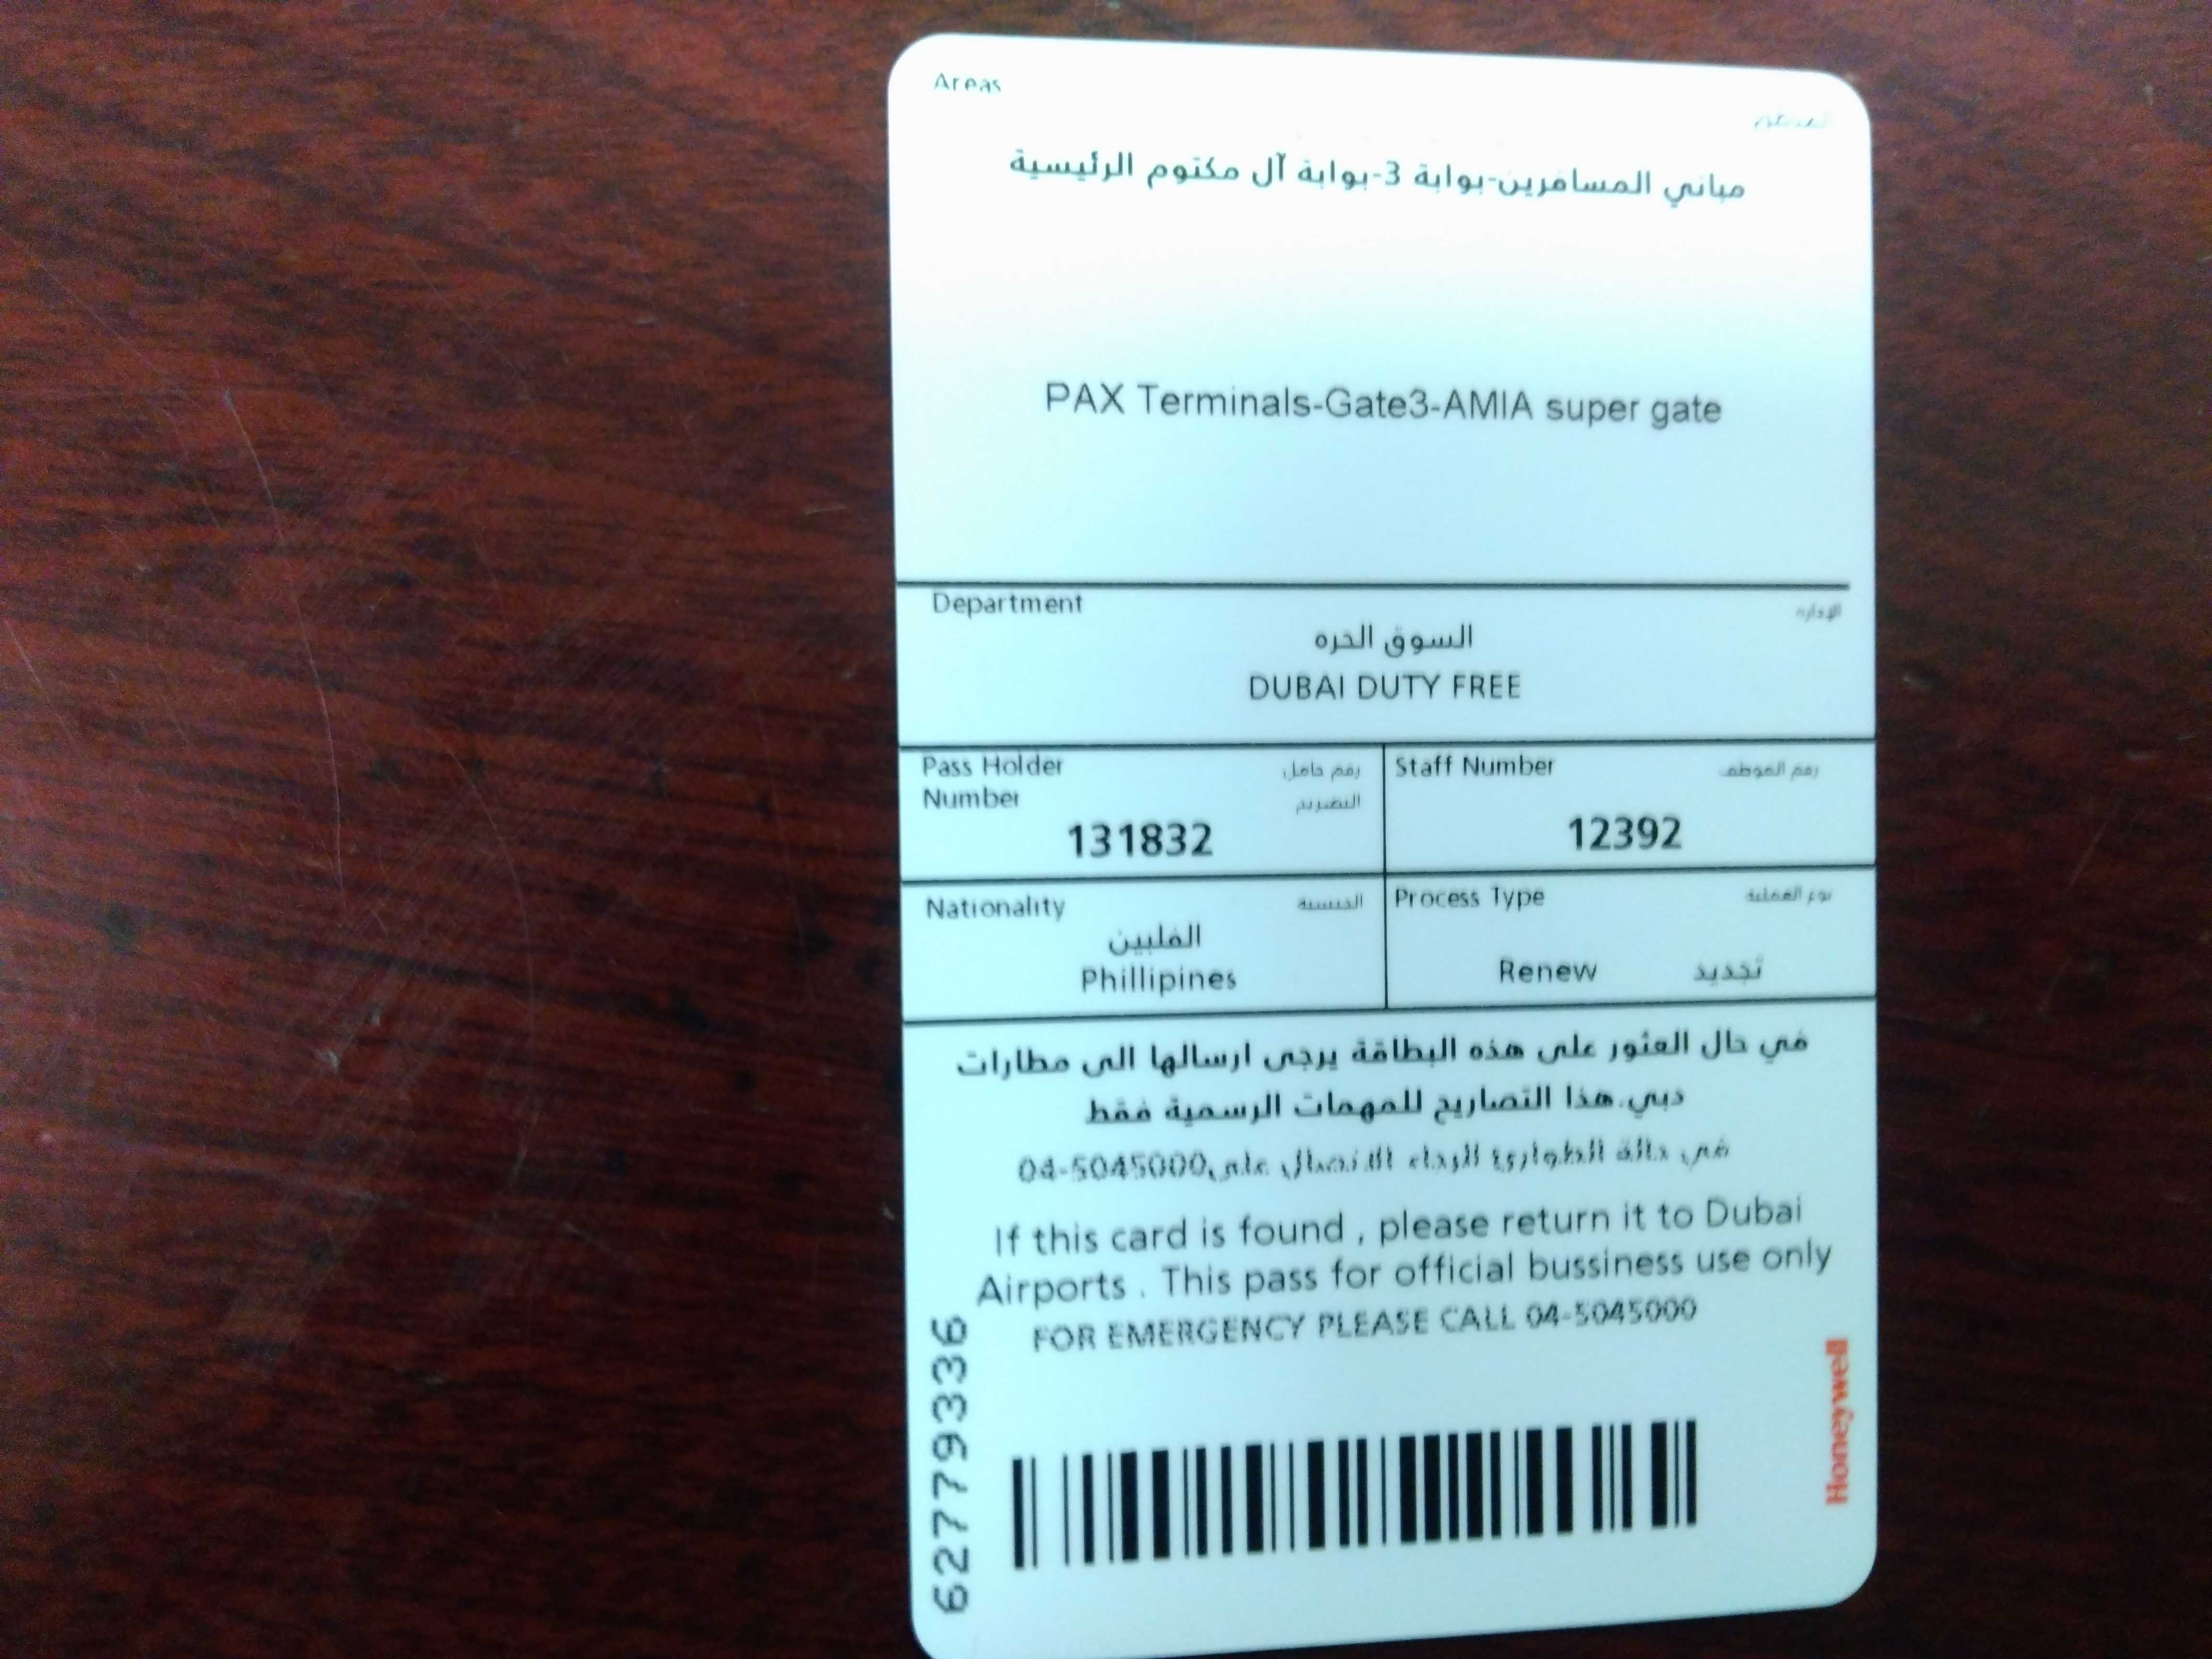 Areas
المناطق
مباني المسافرين-بوابة 3-بوابة آل مكتوم الرئيسية
PAX Terminals-Gate3-AMIA super gate
Department
الإدارة
السوق الحره
DUBAI DUTY FREE
Pass Holder
Number
رقم حامل
التصريح
131832
Staff Number
رقم الموظف
12392
Nationality
الجنسية
الفلبين
Phillipines
Process Type
نوع العملية
Renew تجديد
في حال العثور على هذه البطاقة يرجى ارسالها الى مطارات
دبي.هذا التصاريح للمهمات الرسمية فقط
في حالة الطوارئ الرجاء الاتصال على04-5045000
If this card is found , please return it to Dubai
Airports . This pass for official bussiness use only
FOR EMERGENCY PLEASE CALL 04-5045000
62779336
Honeywell